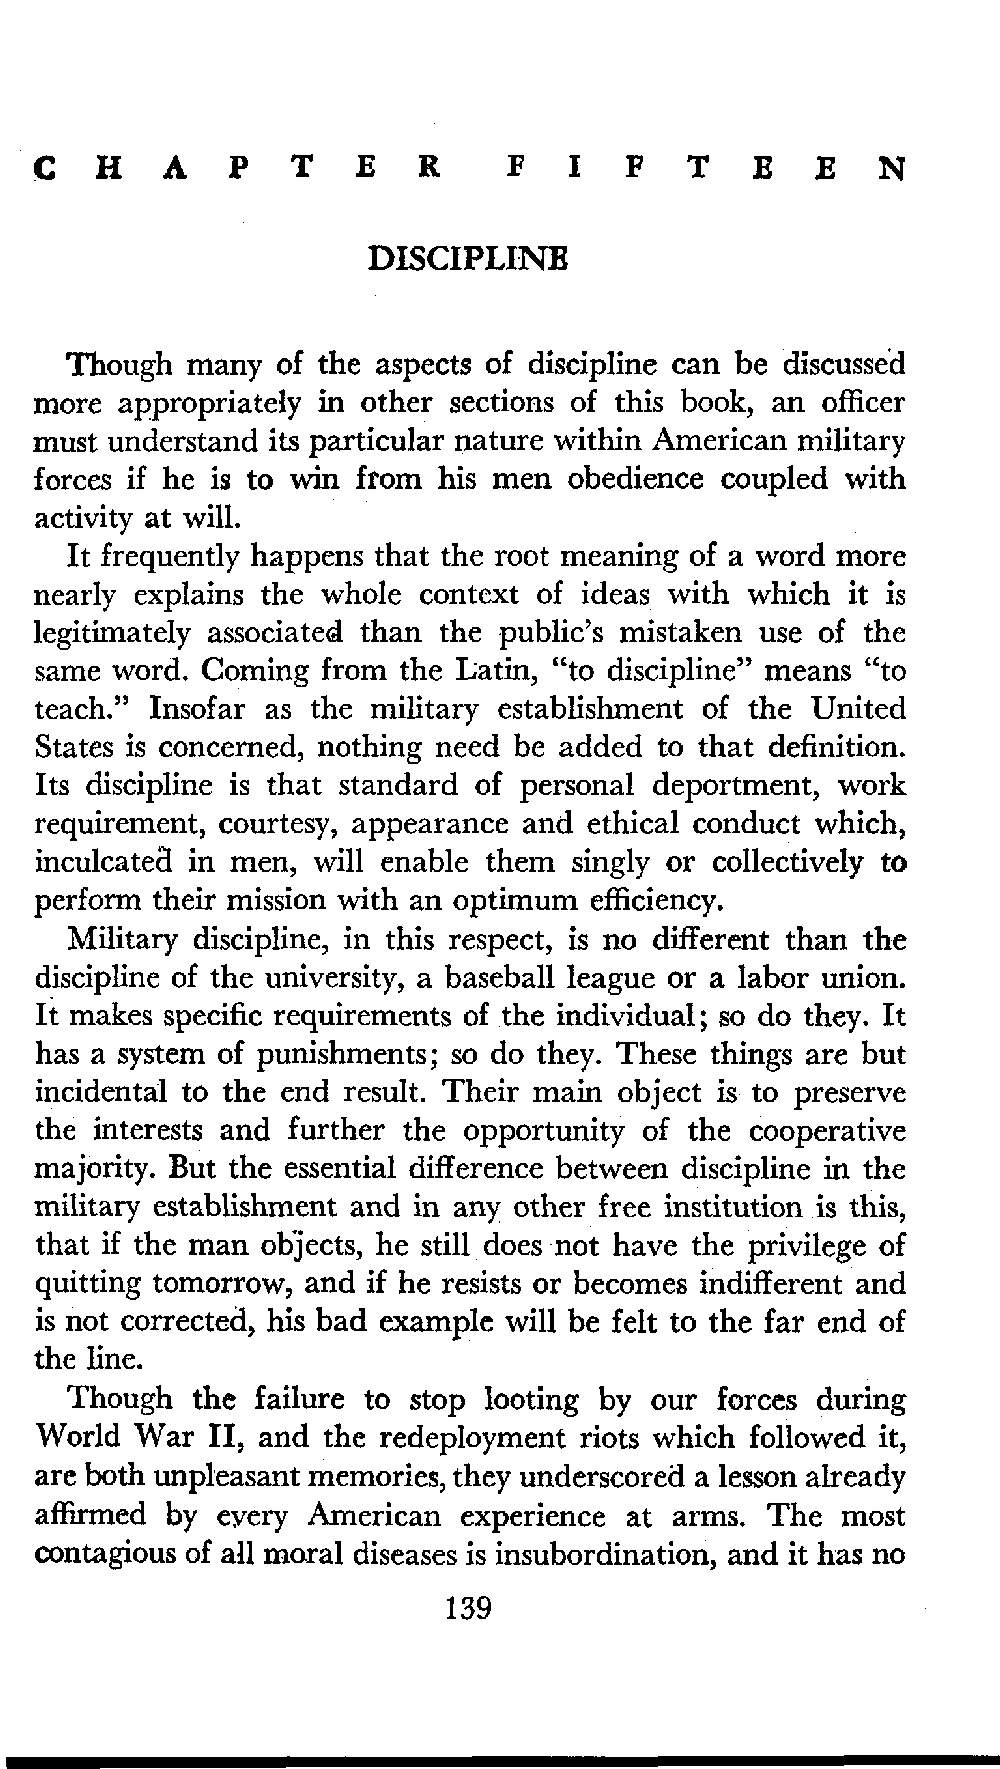 CHAPTER FIFTEEN
DISCIPLINE
Though many of the aspects of discipline can be discussed
more appropriately in other sections of this book, an officer
must understand its particular nature within American military
forces if he is to win from his men obedience coupled with
activity at will.
It frequently happens that the root meaning of a word more
nearly explains the whole context of ideas with which it is
legitimately associated than the public's mistaken use of the
same word. Coming from the Latin, “to discipline” means “to
teach.” Insofar as the military establishment of the United
States is concerned, nothing need be added to that definition.
Its discipline is that standard of personal deportment, work
requirement, courtesy, appearance and ethical conduct which,
inculcated in men, will enable them singly or collectively to
perform their mission with an optimum efficiency.
Military discipline, in this respect, is no different than the
discipline of the university, a baseball league or a labor union.
It makes specific requirements of the individual; so do they. It
has a system of punishments; so do they. These things are but
incidental to the end result. Their main object is to preserve
the interests and further the opportunity of the cooperative
majority. But the essential difference between discipline in the
military establishment and in any other free institution is this,
that if the man objects, he still does not have the privilege of
quitting tomorrow, and if he resists or becomes indifferent and
is not corrected, his bad example will be felt to the far end of
the line.
Though the failure to stop looting by our forces during
World War II, and the redeployment riots which followed it,
are both unpleasant memories, they underscored a lesson already
affirmed by every American experience at arms. The most
contagious of all moral diseases is insubordination, and it has no
139